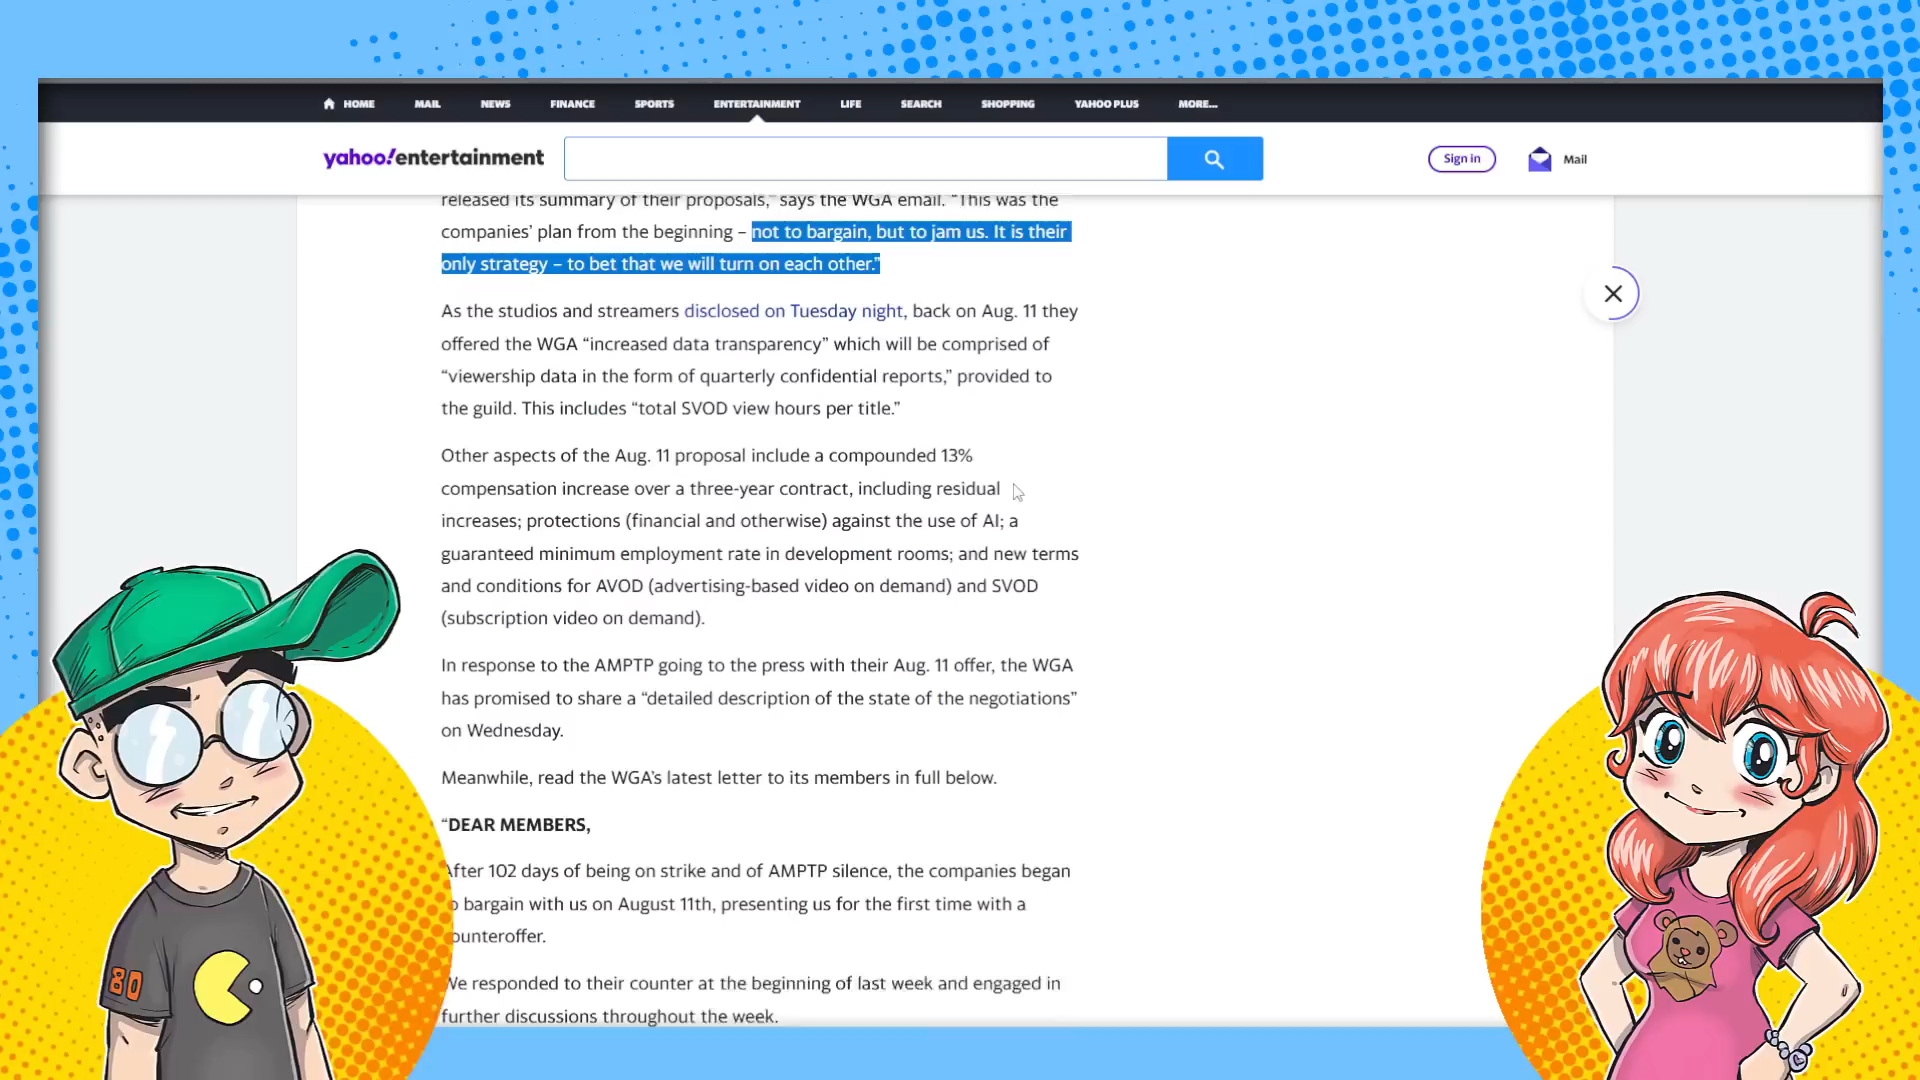 HOME MAIL NEWS FINANCE SPORTS ENTERTAINMENT LIFE SEARCH SHOPPING YAHOO PLUS MORE...
yahoo!entertainment
Sign in
Mail
released its summary of their proposals,” says the WGA email. “This was the
companies’ plan from the beginning – not to bargain, but to jam us. It is their
only strategy – to bet that we will turn on each other.”
As the studios and streamers disclosed on Tuesday night, back on Aug. 11 they
offered the WGA “increased data transparency” which will be comprised of
“viewership data in the form of quarterly confidential reports,” provided to
the guild. This includes “total SVOD view hours per title.”
Other aspects of the Aug. 11 proposal include a compounded 13%
compensation increase over a three-year contract, including residual
increases; protections (financial and otherwise) against the use of AI; a
guaranteed minimum employment rate in development rooms; and new terms
and conditions for AVOD (advertising-based video on demand) and SVOD
(subscription video on demand).
In response to the AMPTP going to the press with their Aug. 11 offer, the WGA
has promised to share a “detailed description of the state of the negotiations”
on Wednesday.
Meanwhile, read the WGA’s latest letter to its members in full below.
“DEAR MEMBERS,
After 102 days of being on strike and of AMPTP silence, the companies began
to bargain with us on August 11th, presenting us for the first time with a
counteroffer.
We responded to their counter at the beginning of last week and engaged in
further discussions throughout the week.
80